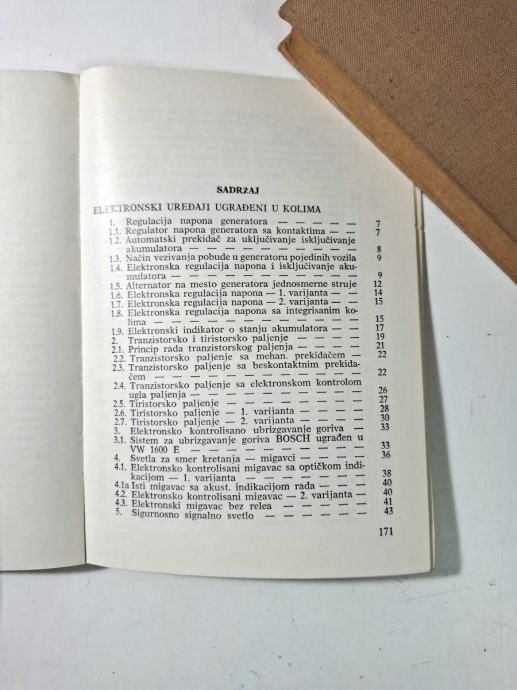 SADRŽAJ
ELEKTRONSKI UREĐAJI UGRAĐENI U KOLIMA
1. Regulacija napona generatora — — — — — — 7
1.1. Regulator napona generatora sa kontaktima — — 7
1.2. Automatski prekidač za uključivanje isključivanje
akumulatora — — — — — — — — — — 8
1.3. Način vezivanja pobude u generatoru pojedinih vozila 9
1.4. Elektronska regulacija napona i isključivanje aku-
mulatora — — — — — — — — — — — 9
1.5. Alternator na mesto generatora jednosmerne struje 12
1.6. Elektronska regulacija napona — 1. varijanta — — 14
1.7. Elektronska regulacija napona — 2. varijanta — — 15
1.8. Elektronska regulacija napona sa integrisanim ko-
lima — — — — — — — — — — — — 15
1.9. Elektronski indikator o stanju akumulatora — — 17
2. Tranzistorsko i tiristorsko paljenje — — — — 19
2.1. Princip rada tranzistorskog paljenja — — — — 21
2.2. Tranzistorsko paljenje sa mehan. prekidačem — — 22
2.3. Tranzistorsko paljenje sa beskontaktnim prekida-
čem — — — — — — — — — — — — 22
2.4. Tranzistorsko paljenje sa elektronskom kontrolom
ugla paljenja — — — — — — — — — 26
2.5. Tiristorsko paljenje — — — — — — — — 27
2.6. Tiristorsko paljenje — 1. varijanta — — — — 28
2.7. Tiristorsko paljenje — 2. varijanta — — — — 30
3. Elektronsko kontrolisano ubrizgavanje goriva — — 33
3.1. Sistem za ubrizgavanje goriva BOSCH ugrađen u
VW 1600 E — — — — — — — — — — 33
4. Svetla za smer kretanja — migavci — — — — 36
4.1. Elektronsko kontrolisani migavac sa optičkom indi-
kacijom — 1. varijanta — — — — — — — 38
4.1a Isti migavac sa akust. indikacijom rada — — — 40
4.2. Elektronsko kontrolisani migavac — 2. varijanta — 40
4.3. Elektronski migavac bez relea — — — — — 41
5. Sigurnosno signalno svetlo — — — — — — 43
171